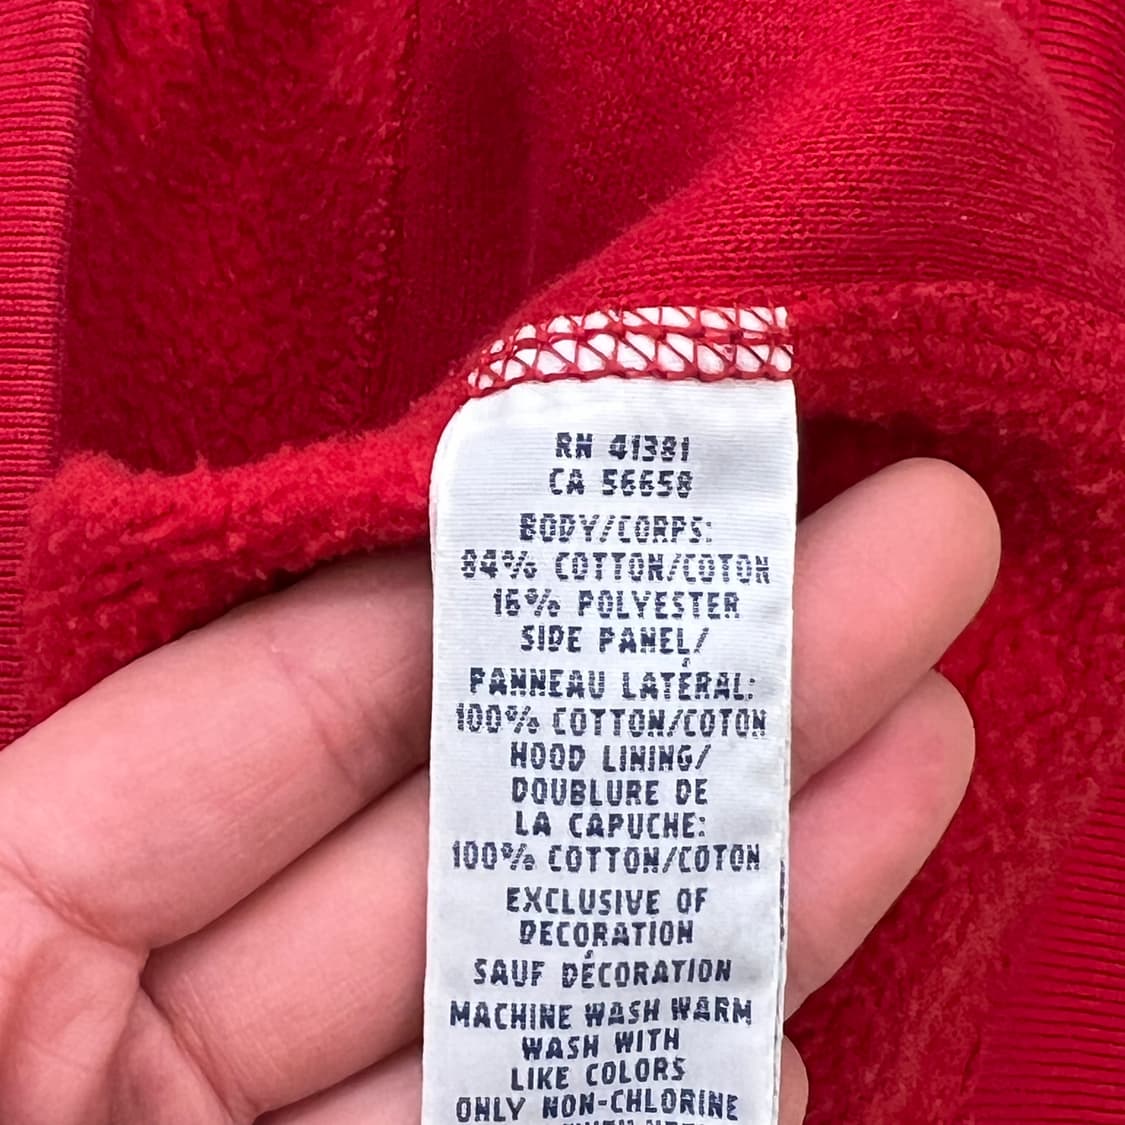 RN 41381
CA 56658
BODY/CORPS:
84% COTTON/COTON
16% POLYESTER
SIDE PANEL/
PANNEAU LATÉRAL:
100% COTTON/COTON
HOOD LINING/
DOUBLURE DE
LA CAPUCHE:
100% COTTON/COTON
EXCLUSIVE OF
DECORATION
SAUF DÉCORATION
MACHINE WASH WARM
WASH WITH
LIKE COLORS
ONLY NON-CHLORINE